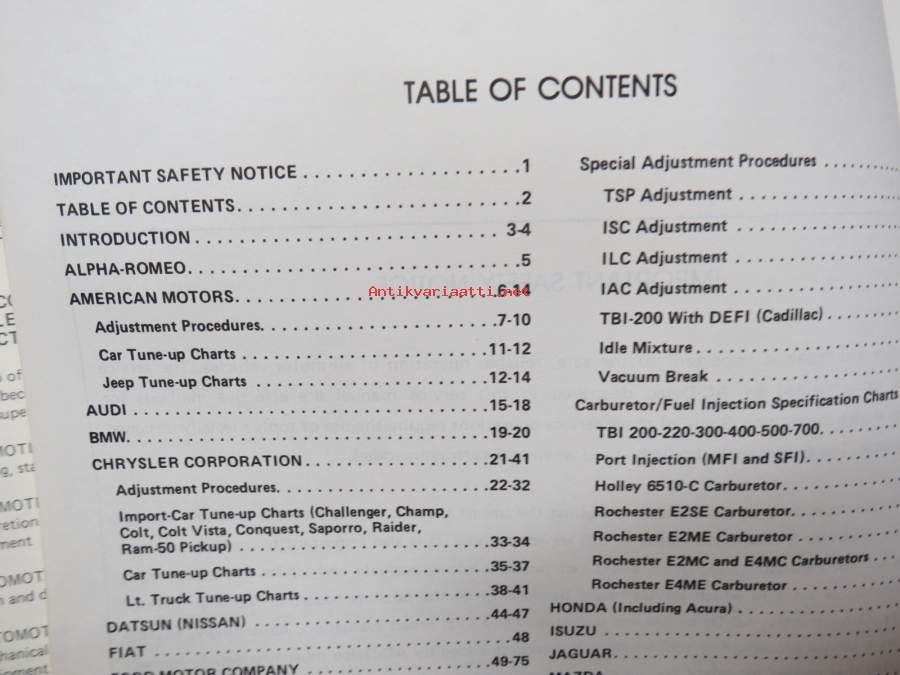 TABLE OF CONTENTS
IMPORTANT SAFETY NOTICE . . . . . . . . . . . . . . . . . . . .1
TABLE OF CONTENTS. . . . . . . . . . . . . . . . . . . . . . . . . .2
INTRODUCTION . . . . . . . . . . . . . . . . . . . . . . . . . . . 3-4
ALPHA-ROMEO. . . . . . . . . . . . . . . . . . . . . . . . . . . . . .5
AMERICAN MOTORS. . . . . . . . . . . . . . . . . . . . . . . .6-14
Adjustment Procedures. . . . . . . . . . . . . . . . . . . . . .7-10
Car Tune-up Charts . . . . . . . . . . . . . . . . . . . . . . .11-12
Jeep Tune-up Charts . . . . . . . . . . . . . . . . . . . . . .12-14
AUDI . . . . . . . . . . . . . . . . . . . . . . . . . . . . . . . . .15-18
BMW. . . . . . . . . . . . . . . . . . . . . . . . . . . . . . . . . .19-20
CHRYSLER CORPORATION . . . . . . . . . . . . . . . . . .21-41
Adjustment Procedures. . . . . . . . . . . . . . . . . . . . .22-32
Import-Car Tune-up Charts (Challenger, Champ,
Colt, Colt Vista, Conquest, Saporro, Raider,
Ram-50 Pickup) . . . . . . . . . . . . . . . . . . . . . . . . .33-34
Car Tune-up Charts . . . . . . . . . . . . . . . . . . . . . . .35-37
Lt. Truck Tune-up Charts . . . . . . . . . . . . . . . . . . .38-41
DATSUN (NISSAN) . . . . . . . . . . . . . . . . . . . . . . . .44-47
FIAT . . . . . . . . . . . . . . . . . . . . . . . . . . . . . . . . . . .48
FORD MOTOR COMPANY . . . . . . . . . . . . . . . . . . .49-75
Special Adjustment Procedures . . . . . . . . .
TSP Adjustment . . . . . . . . . . . . . . .
ISC Adjustment . . . . . . . . . . . . . . .
ILC Adjustment . . . . . . . . . . . . . . .
IAC Adjustment . . . . . . . . . . . . . . .
TBI-200 With DEFI (Cadillac) . . . . . . .
Idle Mixture . . . . . . . . . . . . . . . . . . .
Vacuum Break . . . . . . . . . . . . . . . . .
Carburetor/Fuel Injection Specification Charts
TBI 200-220-300-400-500-700. . . . . . . .
Port Injection (MFI and SFI). . . . . . . . .
Holley 6510-C Carburetor. . . . . . . . . . .
Rochester E2SE Carburetor. . . . . . . . . .
Rochester E2ME Carburetor . . . . . . . . .
Rochester E2MC and E4MC Carburetors . . .
Rochester E4ME Carburetor . . . . . . . . . .
HONDA (Including Acura) . . . . . . . . . . . . . .
ISUZU . . . . . . . . . . . . . . . . . . . . . . . . . .
JAGUAR. . . . . . . . . . . . . . . . . . . . . . . . .
MAZDA
Antikvariaatti.net